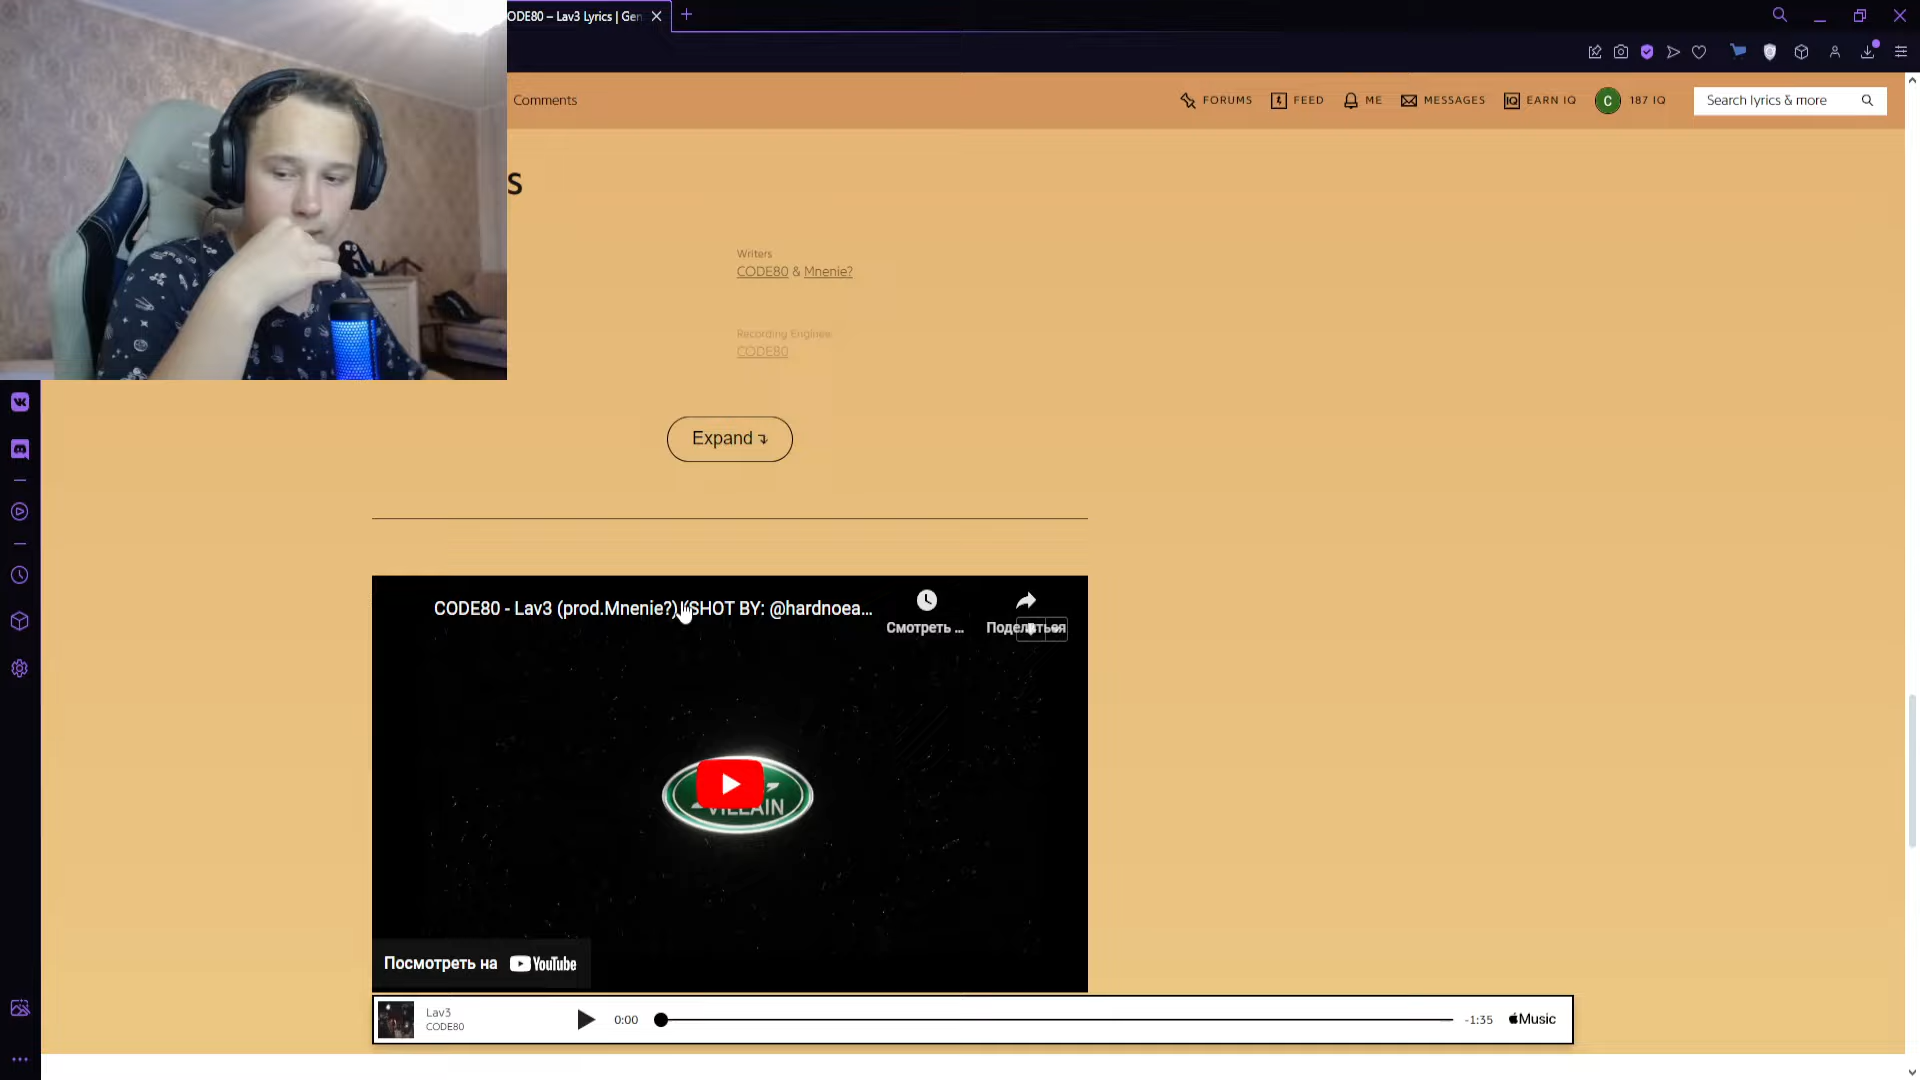 ODE80 – Lav3 Lyrics | Gen
Comments
FORUMS
FEED
ME
MESSAGES
EARN IQ
C
187 IQ
Search lyrics & more
s
Writers
CODE80 & Mnenie?
Recording Enginee
CODE80
Expand
CODE80 - Lav3 (prod.Mnenie?)/ SHOT BY: @hardnoea...
Смотреть ...
Поделиться
VILLAIN
Посмотреть на YouTube
Lav3
CODE80
0:00
-1:35
Music